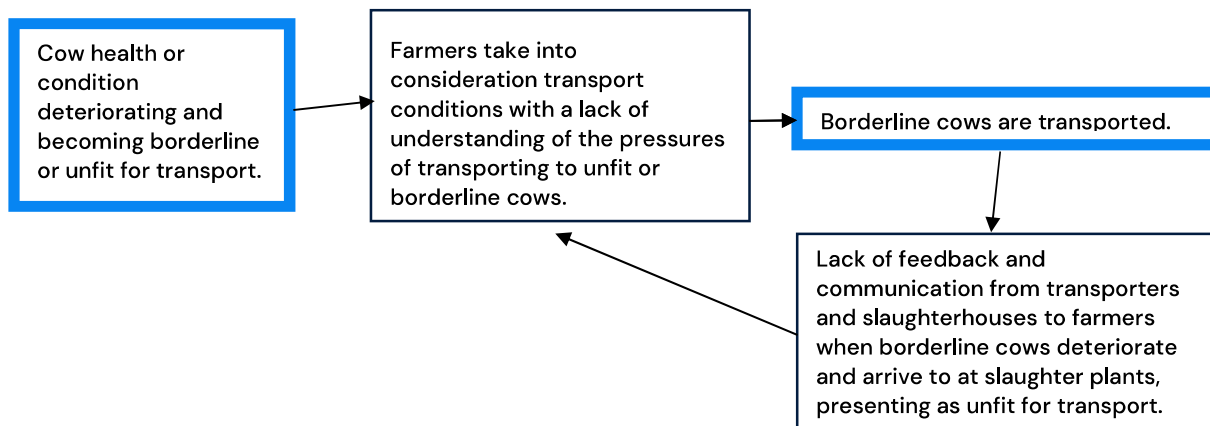 Cow health or
condition
deteriorating and
becoming borderline
or unfit for transport.
Farmers take into
consideration transport
conditions with a lack of
understanding of the pressures
of transporting to unfit or
borderline cows.
Borderline cows are transported.
Lack of feedback and
communication from transporters
and slaughterhouses to farmers
when borderline cows deteriorate
and arrive to at slaughter plants,
presenting as unfit for transport.